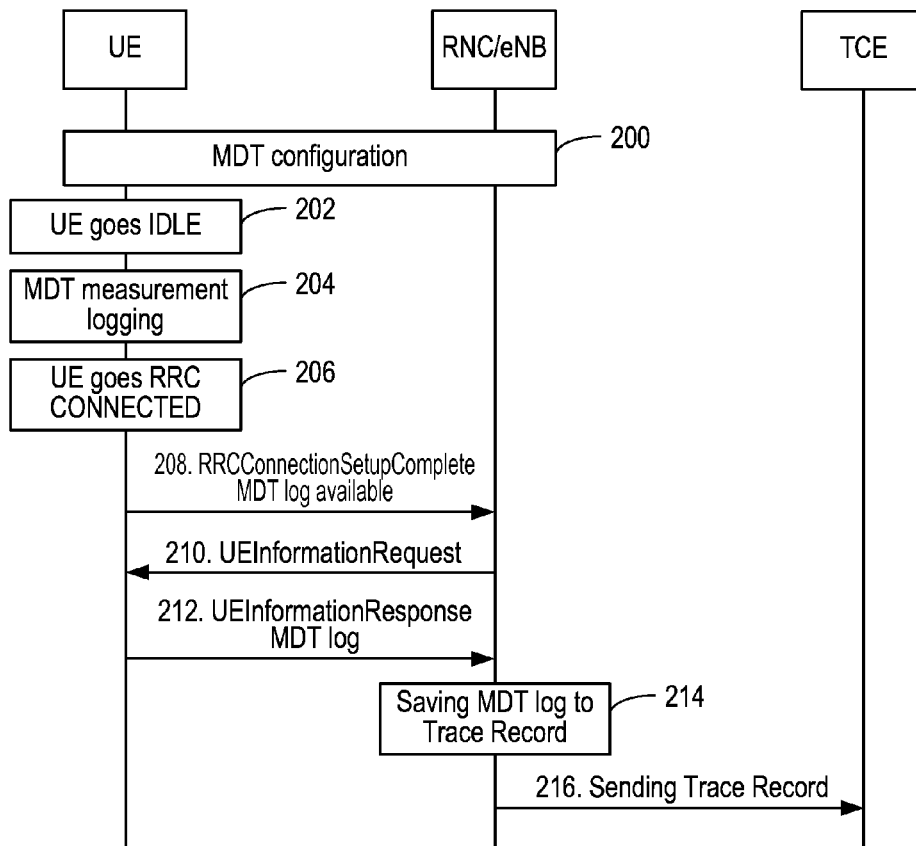 UE
RNC/eNB
TCE
MDT configuration
200
UE goes IDLE
202
MDT measurement
logging
204
UE goes RRC
CONNECTED
206
208. RRCConnectionSetupComplete
MDT log available
210. UEInformationRequest
212. UEInformationResponse
MDT log
Saving MDT log to
Trace Record
214
216. Sending Trace Record